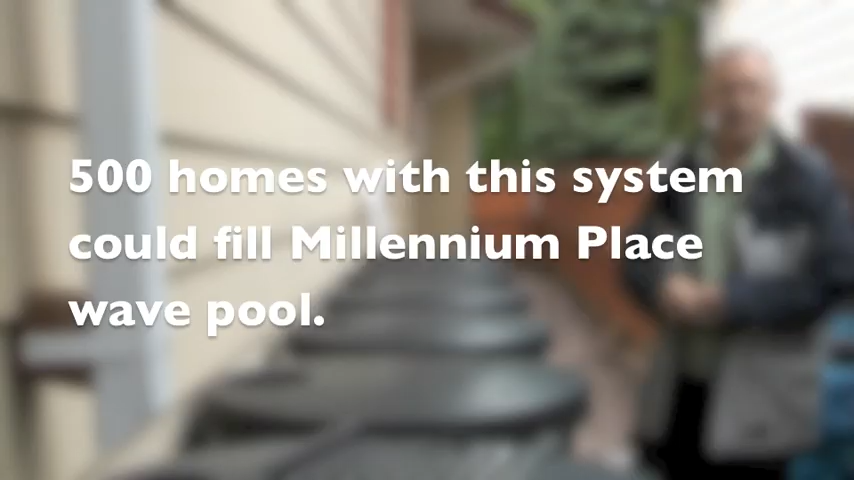 500 homes with this system
could fill Millennium Place
wave pool.